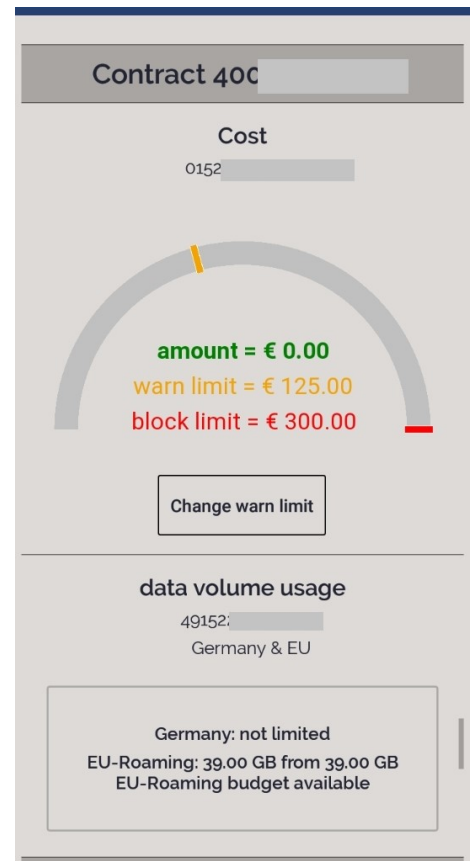 Contract 400
Cost
0152
amount = € 0.00
warn limit = € 125.00
block limit = € 300.00
Change warn limit
data volume usage
49152
Germany & EU
Germany: not limited
EU-Roaming: 39.00 GB from 39.00 GB
EU-Roaming budget available